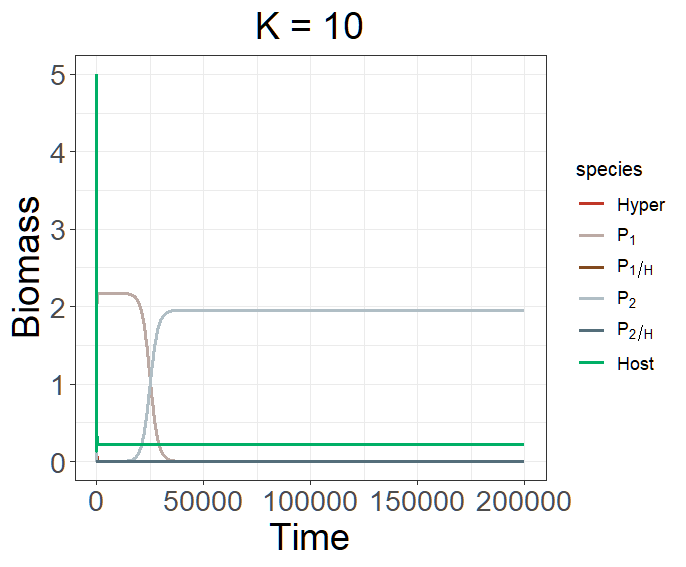 K = 10
Biomass
5
4
3
2
1
0
0 50000 100000 150000 200000
Time
species
Hyper
P₁
P₁/H
P₂
P₂/H
Host